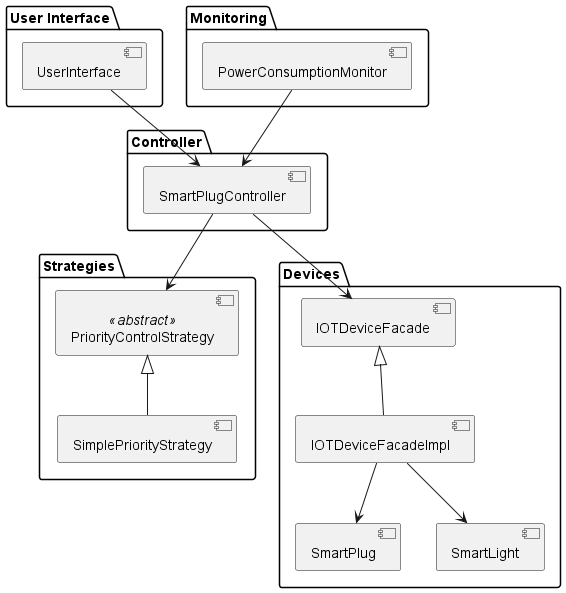 User Interface
Monitoring
UserInterface
PowerConsumptionMonitor
Controller
SmartPlugController
Strategies
Devices
«abstract»
PriorityControlStrategy
IOTDeviceFacade
SimplePriorityStrategy
IOTDeviceFacadeImpl
SmartPlug
SmartLight